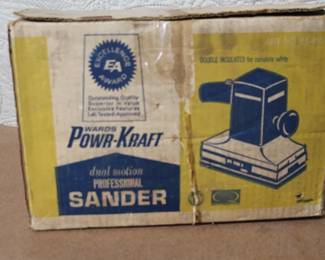 EXCELLENCE
EA
AWARD
Outstanding Quality
Superior in Value
Exclusive Features
Lab Tested Approved
WARDS
POWR-KRAFT
dual motion
PROFESSIONAL
SANDER
DOUBLE INSULATED for complete safety